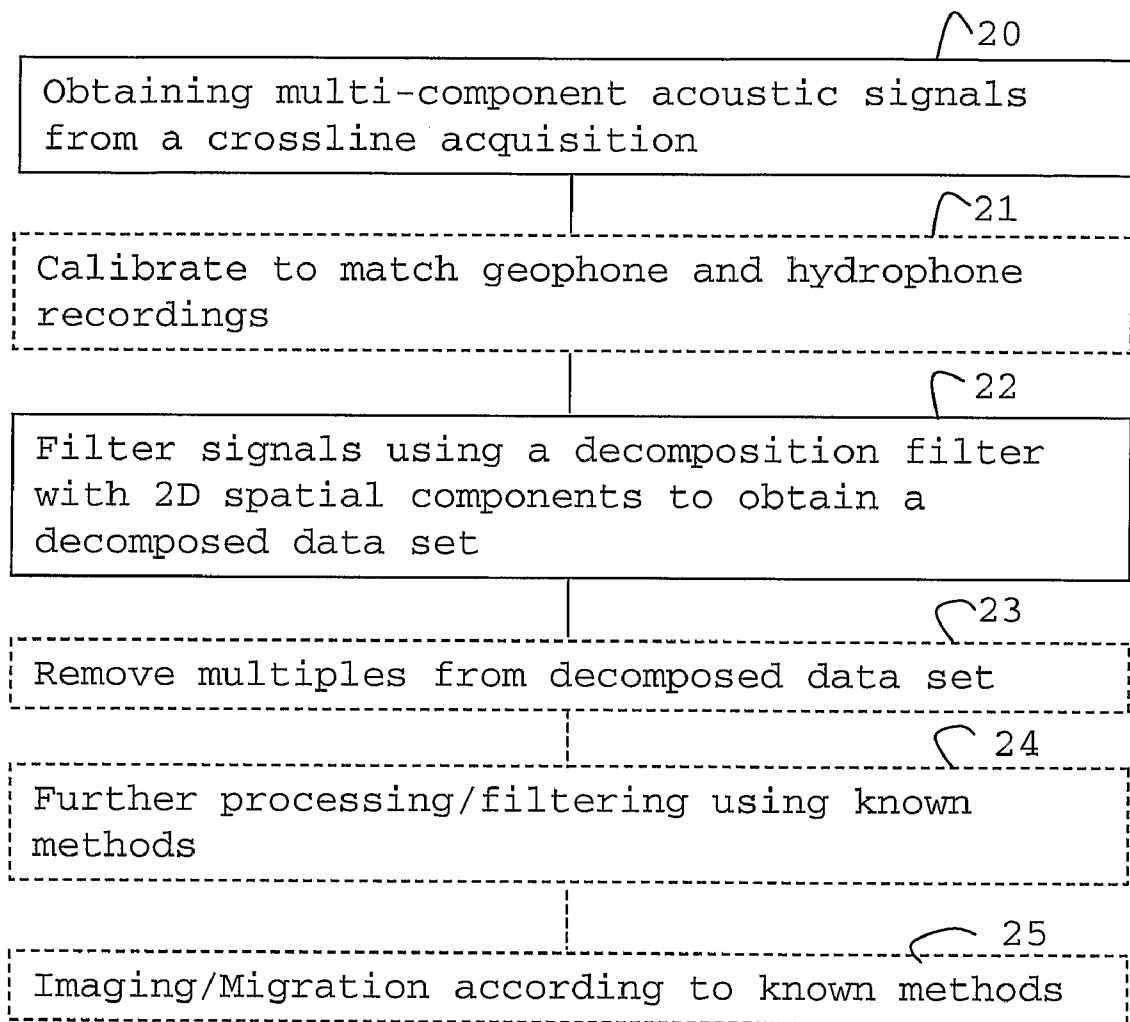 20
Obtaining multi-component acoustic signals
from a crossline acquisition
21
Calibrate to match geophone and hydrophone
recordings
22
Filter signals using a decomposition filter
with 2D spatial components to obtain a
decomposed data set
23
Remove multiples from decomposed data set
24
Further processing/filtering using known
methods
25
Imaging/Migration according to known methods